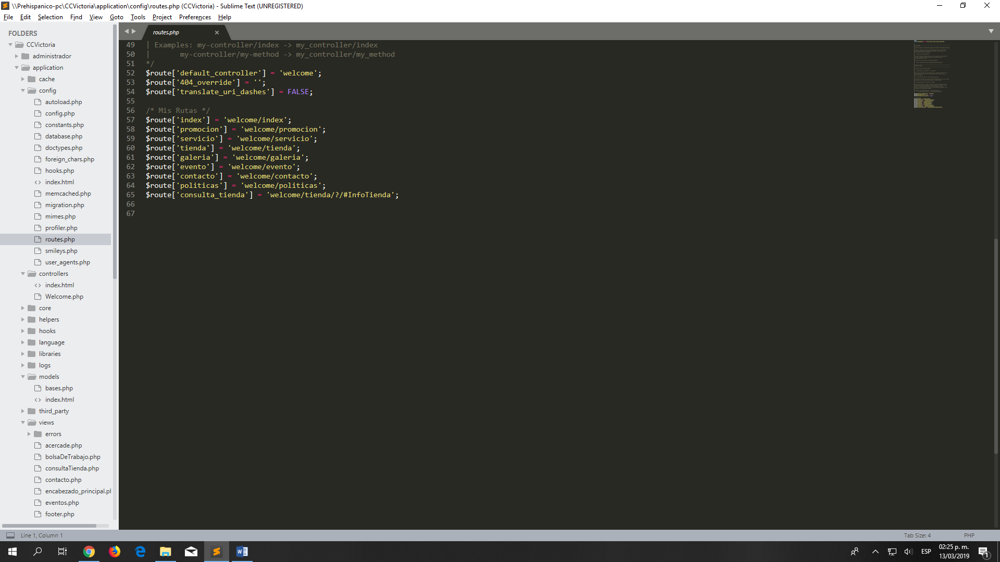 \\Prehispanico-pc\CCVictoria\application\config\routes.php (CCVictoria) - Sublime Text (UNREGISTERED)
File Edit Selection Find View Goto Tools Project Preferences Help
FOLDERS
CCVictoria
administrador
application
cache
config
autoload.php
config.php
constants.php
database.php
doctypes.php
foreign_chars.php
hooks.php
<> index.html
memcached.php
migration.php
mimes.php
profiler.php
routes.php
smileys.php
user_agents.php
controllers
<> index.html
Welcome.php
core
helpers
hooks
language
libraries
logs
models
bases.php
<> index.html
third_party
views
errors
acercade.php
bolsaDeTrabajo.php
consultaTienda.php
contacto.php
encabezado_principal.pl
eventos.php
footer.php
routes.php ×
49 | Examples: my-controller/index -> my_controller/index
50 | my-controller/my-method -> my_controller/my_method
51 */
52 $route['default_controller'] = 'welcome';
53 $route['404_override'] = '';
54 $route['translate_uri_dashes'] = FALSE;
55
56 /* Mis Rutas */
57 $route['index'] = 'welcome/index';
58 $route['promocion'] = 'welcome/promocion';
59 $route['servicio'] = 'welcome/servicio';
60 $route['tienda'] = 'welcome/tienda';
61 $route['galeria'] = 'welcome/galeria';
62 $route['evento'] = 'welcome/evento';
63 $route['contacto'] = 'welcome/contacto';
64 $route['politicas'] = 'welcome/politicas';
65 $route['consulta_tienda'] = 'welcome/tienda/?/#InfoTienda';
66
67
Line 1, Column 1
Tab Size: 4
PHP
ESP
02:25 p. m.
13/03/2019
1